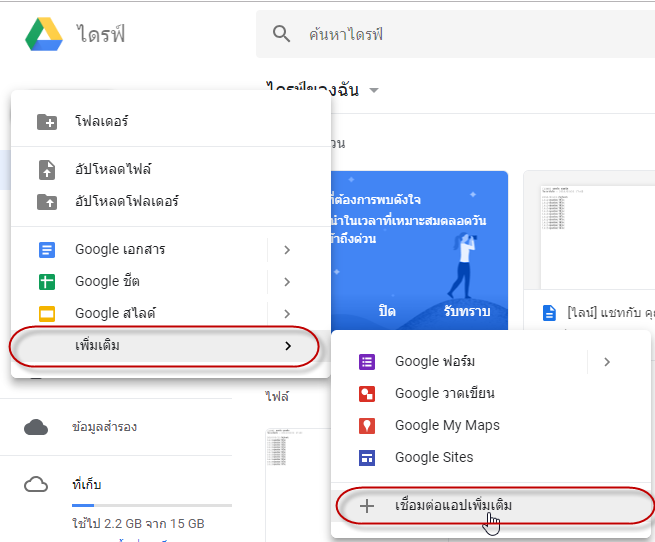 ไดรฟ์
ค้นหาไดรฟ์
ไดรฟ์ของฉัน
โฟลเดอร์
อัปโหลดไฟล์
อัปโหลดโฟลเดอร์
Google เอกสาร
Google ชีต
Google สไลด์
เพิ่มเติม
ต้องการพบดังใจ
ในเวลาที่เหมาะสมตลอดวัน
ถึงด่วน
ปิด
รับทราบ
[ไลน์] แชทกับ
Google ฟอร์ม
Google วาดเขียน
Google My Maps
Google Sites
เชื่อมต่อแอปเพิ่มเติม
ไฟล์
ข้อมูลสำรอง
ที่เก็บ
ใช้ไป 2.2 GB จาก 15 GB